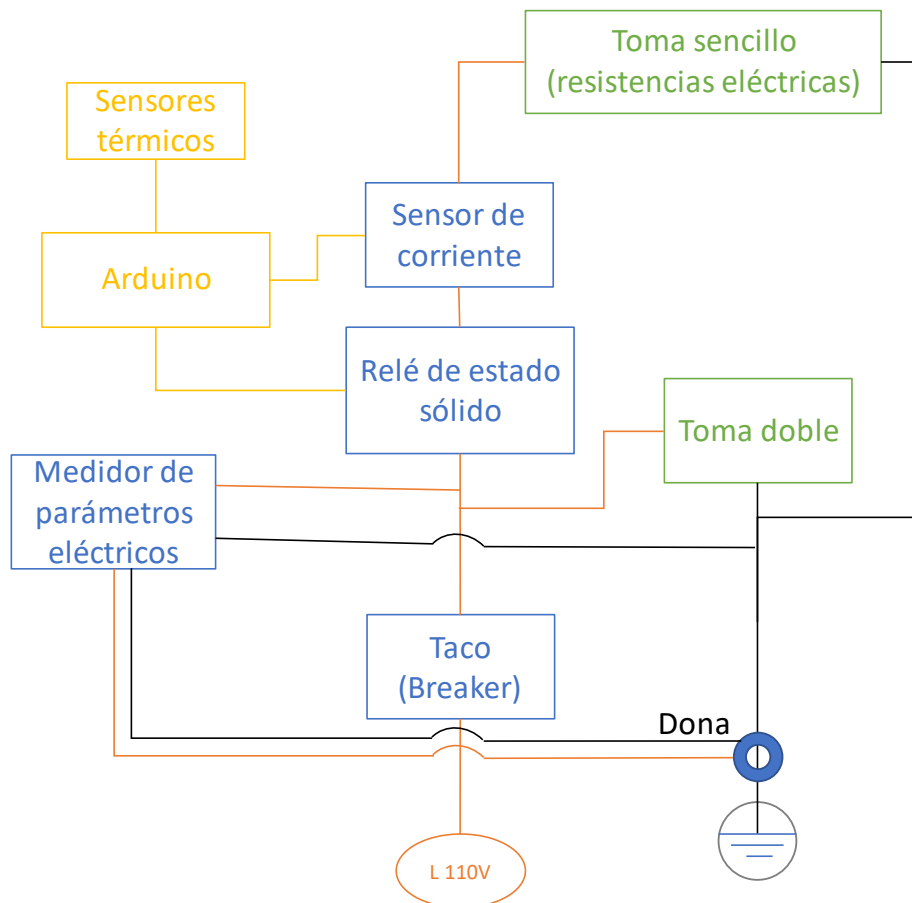 Toma sencillo
(resistencias eléctricas)
Sensores
térmicos
Sensor de
corriente
Arduino
Relé de estado
sólido
Toma doble
Medidor de
parámetros
eléctricos
Taco
(Breaker)
Dona
L 110V